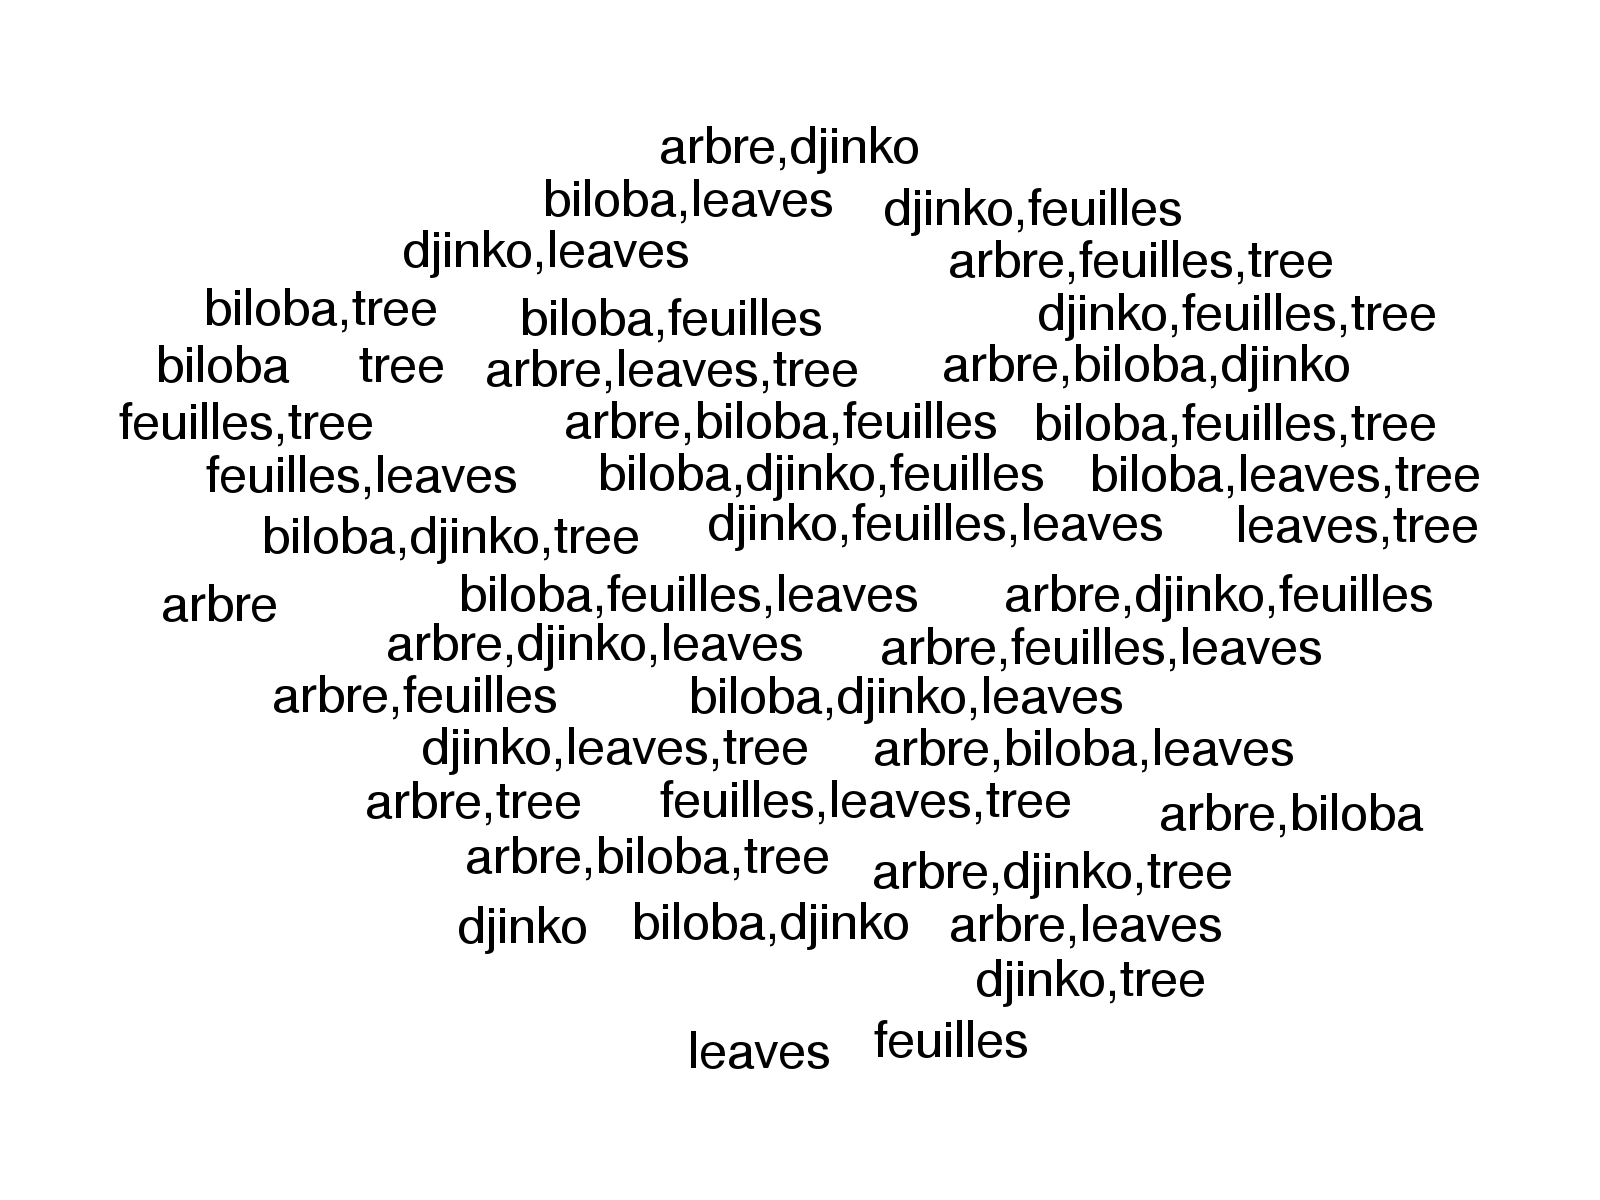 arbre,djinko
biloba,leaves djinko,feuilles
djinko,leaves arbre,feuilles,tree
biloba,tree biloba,feuilles djinko,feuilles,tree
biloba tree arbre,leaves,tree arbre,biloba,djinko
feuilles,tree arbre,biloba,feuilles biloba,feuilles,tree
feuilles,leaves biloba,djinko,feuilles biloba,leaves,tree
biloba,djinko,tree djinko,feuilles,leaves leaves,tree
arbre biloba,feuilles,leaves arbre,djinko,feuilles
arbre,djinko,leaves arbre,feuilles,leaves
arbre,feuilles biloba,djinko,leaves
djinko,leaves,tree arbre,biloba,leaves
arbre,tree feuilles,leaves,tree arbre,biloba
arbre,biloba,tree arbre,djinko,tree
djinko biloba,djinko arbre,leaves
djinko,tree
leaves feuilles